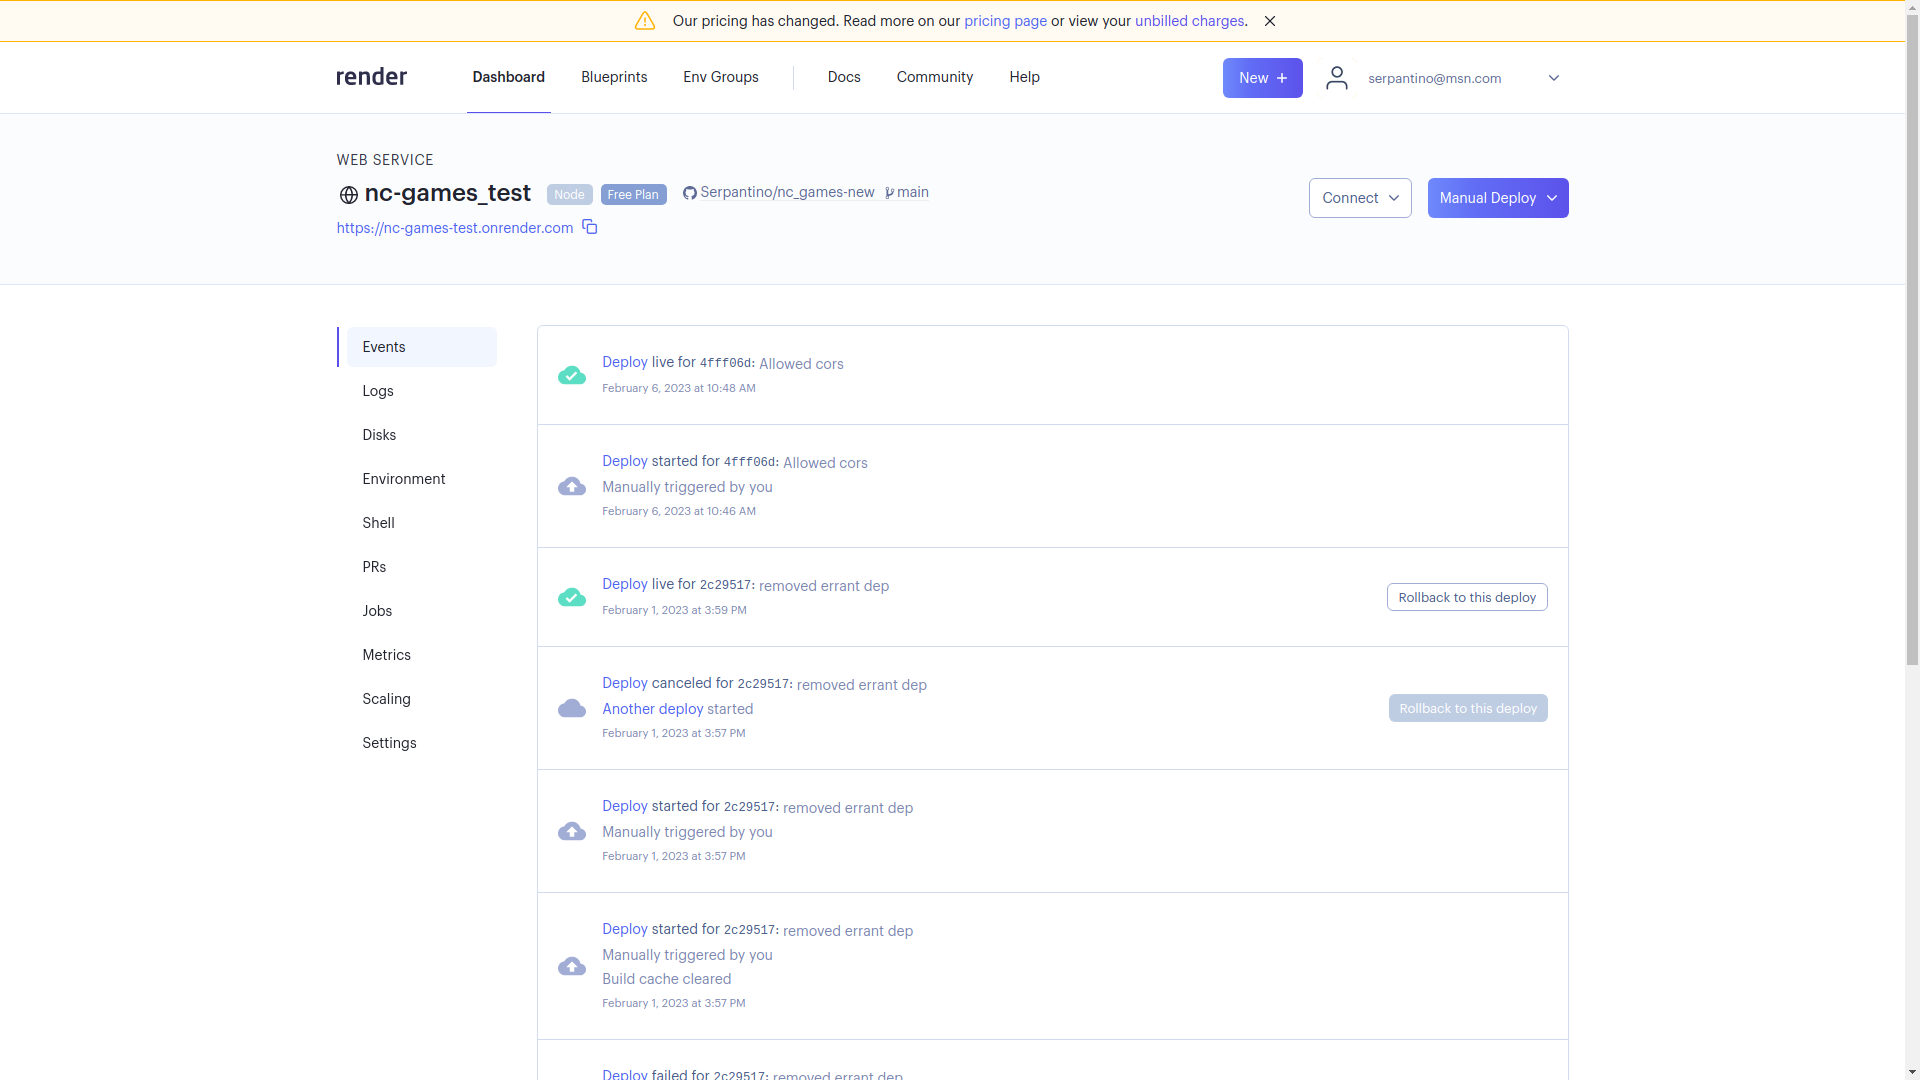 Our pricing has changed. Read more on our pricing page or view your unbilled charges.
render
Dashboard
Blueprints
Env Groups
Docs
Community
Help
New +
serpantino@msn.com
WEB SERVICE
nc-games_test
Node
Free Plan
Serpantino/nc_games-new
main
Connect
Manual Deploy
https://nc-games-test.onrender.com
Events
Logs
Disks
Environment
Shell
PRs
Jobs
Metrics
Scaling
Settings
Deploy live for 4fff06d: Allowed cors
February 6, 2023 at 10:48 AM
Deploy started for 4fff06d: Allowed cors
Manually triggered by you
February 6, 2023 at 10:46 AM
Deploy live for 2c29517: removed errant dep
February 1, 2023 at 3:59 PM
Rollback to this deploy
Deploy canceled for 2c29517: removed errant dep
Another deploy started
February 1, 2023 at 3:57 PM
Rollback to this deploy
Deploy started for 2c29517: removed errant dep
Manually triggered by you
February 1, 2023 at 3:57 PM
Deploy started for 2c29517: removed errant dep
Manually triggered by you
Build cache cleared
February 1, 2023 at 3:57 PM
Deploy failed for 2c29517: removed errant dep